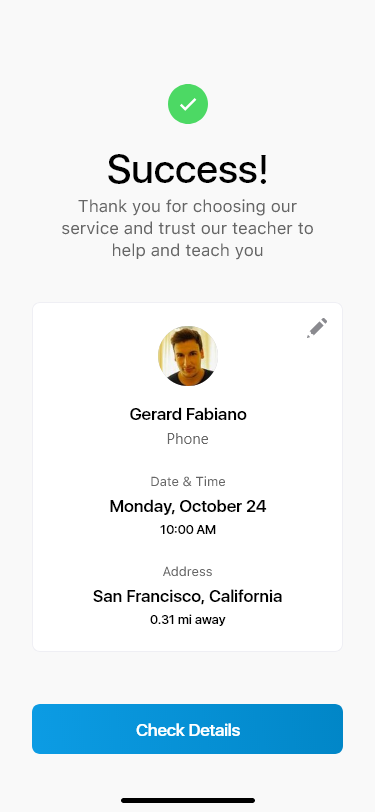 Success!
Thank you for choosing our
service and trust our teacher to
help and teach you
Gerard Fabiano
Phone
Date & Time
Monday, October 24
10:00 AM
Address
San Francisco, California
0.31 mi away
Check Details